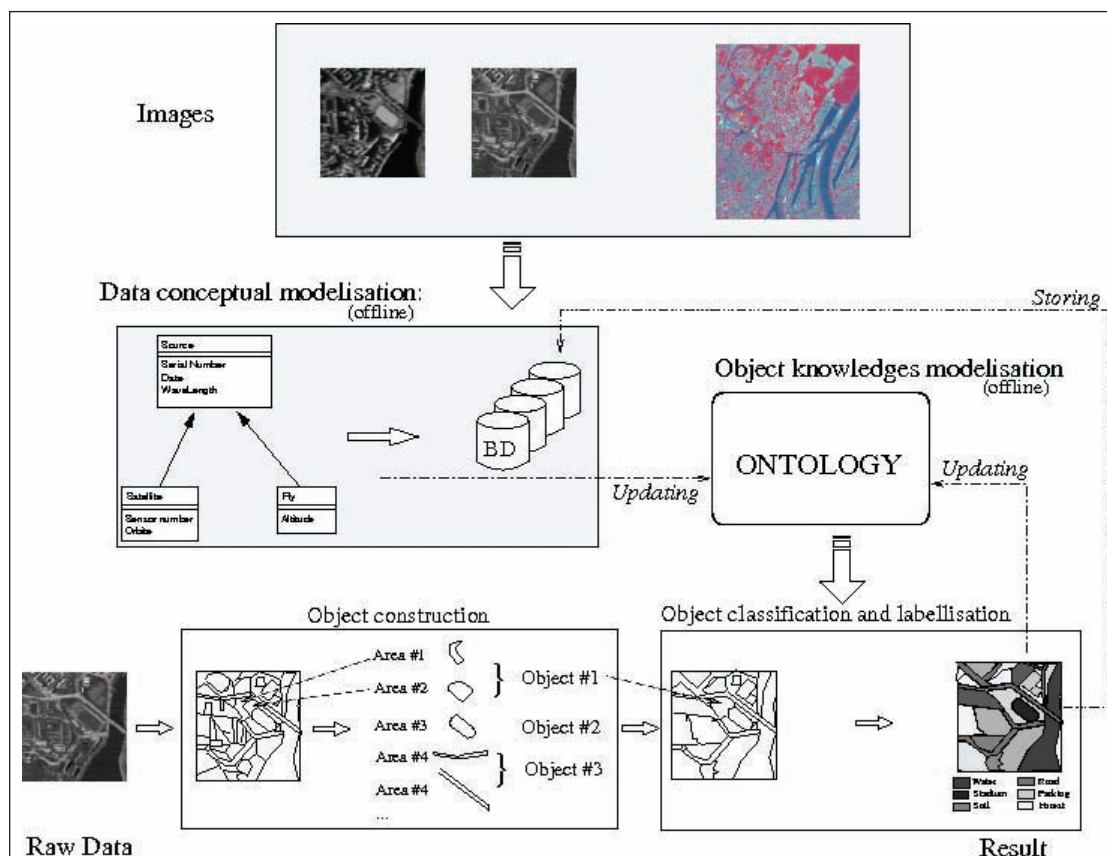 Images
Data conceptual modelisation:
(offline)
Storing
Source
Serial Number
Date
WaveLength
Object knowledges modelisation
(offline)
BD
ONTOLOGY
Updating
Updating
Satellite
Sensor number
Orbite
Fly
Altitude
Object construction
Object classification and labellisation
Area #1
Area #2
Object #1
Area #3
Object #2
Area #4
Object #3
Area #4
...
Water
Road
Stadium
Parking
Soil
Raw Data
Result